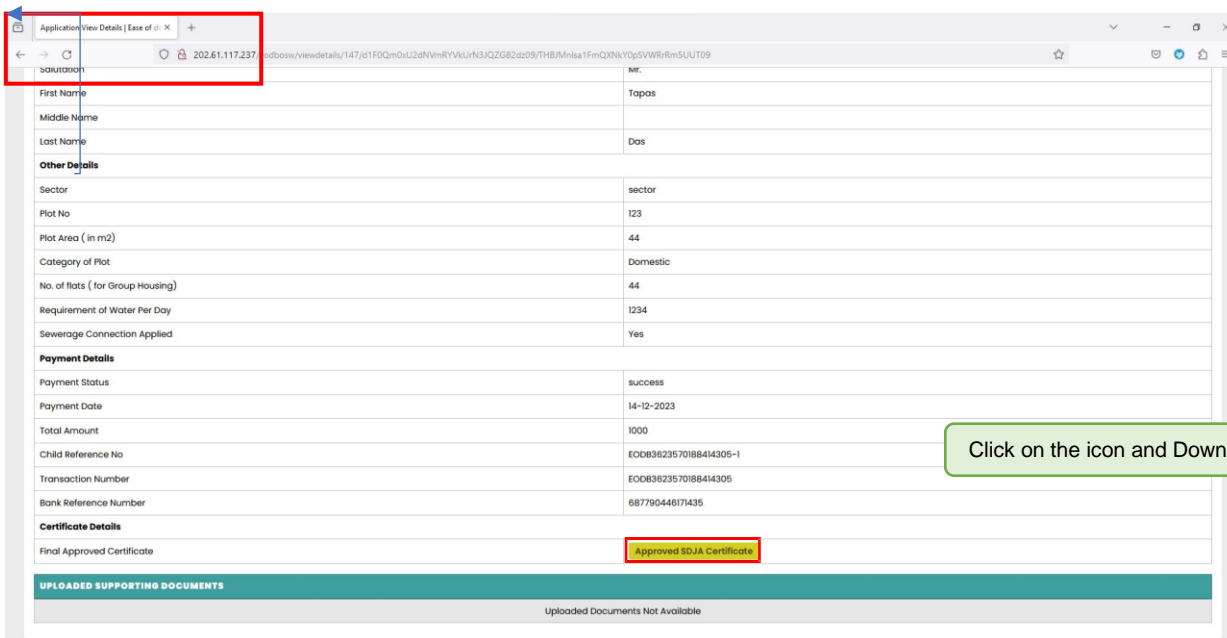 Application View Details | Ease of do
202.61.117.237/eodbosw/viewdetails/147/
Salutation Mr.
First Name Tapas
Middle Name
Last Name Das
Other Details
Sector sector
Plot No 123
Plot Area ( in m2) 44
Category of Plot Domestic
No. of flats ( for Group Housing) 44
Requirement of Water Per Day 1234
Sewerage Connection Applied Yes
Payment Details
Payment Status success
Payment Date 14-12-2023
Total Amount 1000
Click on the icon and Down
Child Reference No EODB3623570188414305-1
Transaction Number EODB3623570188414305
Bank Reference Number 687790446171435
Certificate Details
Final Approved Certificate Approved SDJA Certificate
UPLOADED SUPPORTING DOCUMENTS
Uploaded Documents Not Available